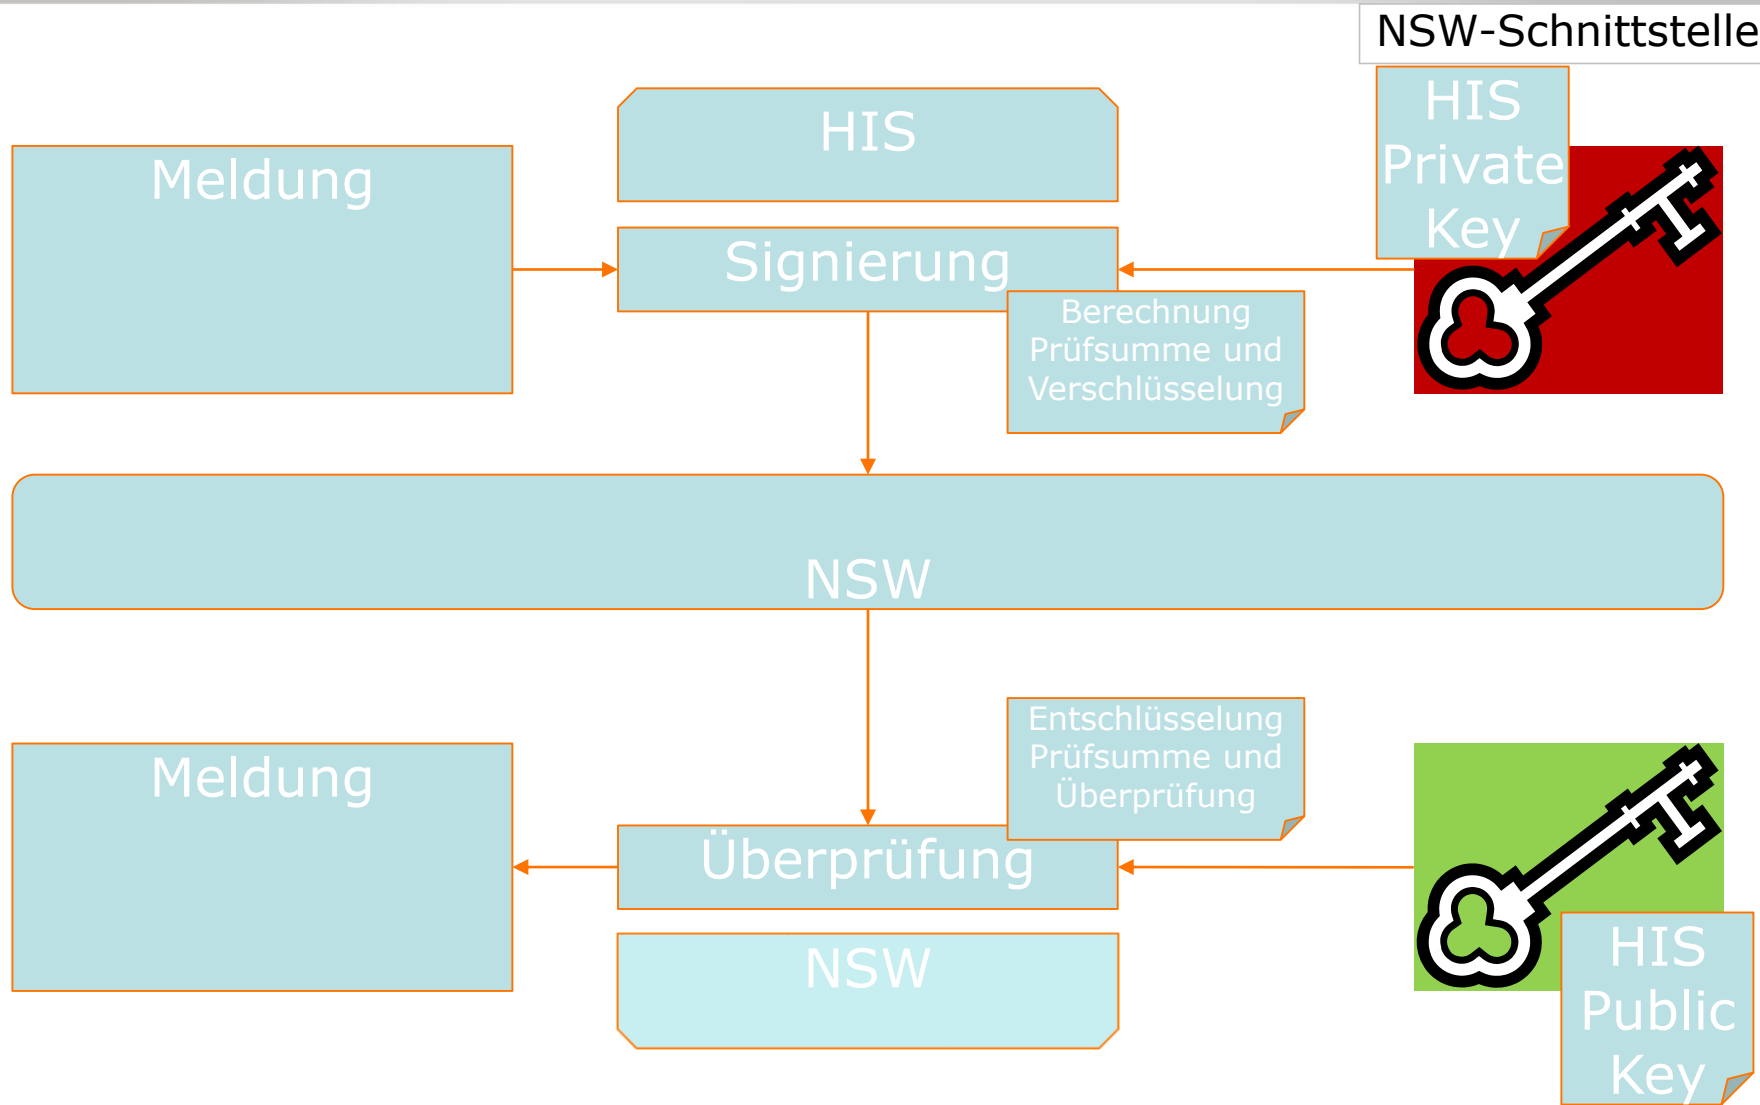 NSW-Schnittstelle
HIS
Private
Key
HIS
Meldung
Signierung
Berechnung
Prüfsumme und
Verschlüsselung
NSW
Entschlüsselung
Prüfsumme und
Überprüfung
Meldung
Überprüfung
NSW
HIS
Public
Key